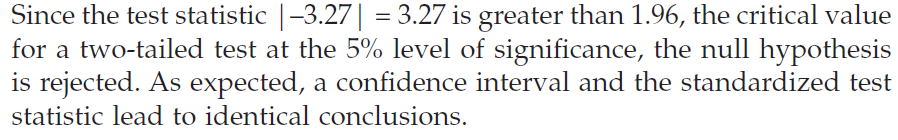 Since the test statistic |–3.27| = 3.27 is greater than 1.96, the critical value
for a two-tailed test at the 5% level of significance, the null hypothesis
is rejected. As expected, a confidence interval and the standardized test
statistic lead to identical conclusions.